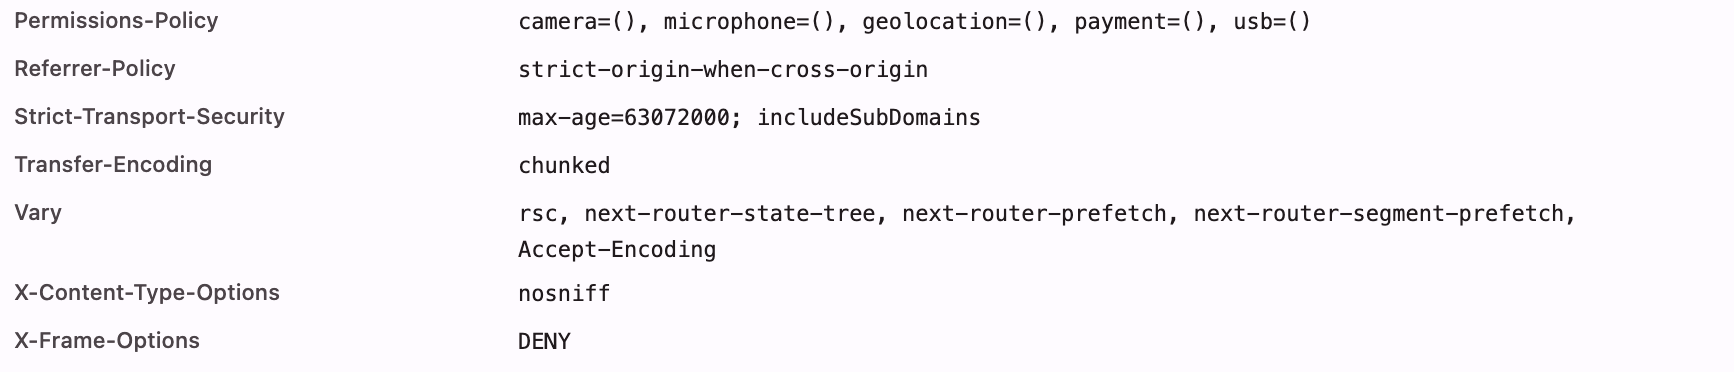 Permissions-Policy camera=(), microphone=(), geolocation=(), payment=(), usb=()
Referrer-Policy strict-origin-when-cross-origin
Strict-Transport-Security max-age=63072000; includeSubDomains
Transfer-Encoding chunked
Vary rsc, next-router-state-tree, next-router-prefetch, next-router-segment-prefetch,
Accept-Encoding
X-Content-Type-Options nosniff
X-Frame-Options DENY